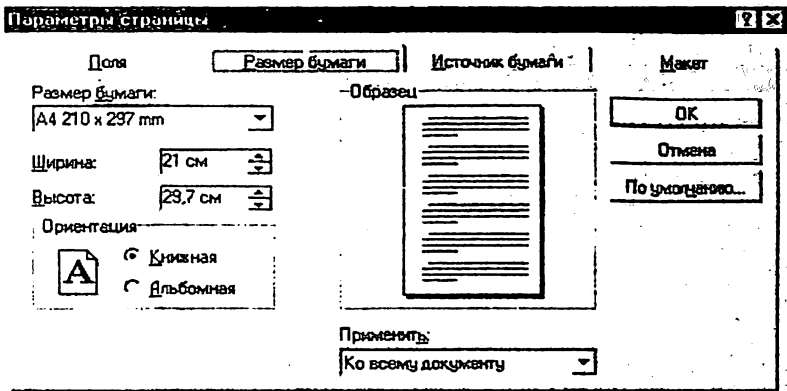 Параметры страницы
Поля Размер бумаги Источник бумаги Макет
Размер бумаги:
A4 210 x 297 mm
Ширина: 21 см
Высота: 29,7 см
Ориентация
A
Книжная
Альбомная
Образец
Применить:
Ко всему документу
ОК
Отмена
По умолчанию...